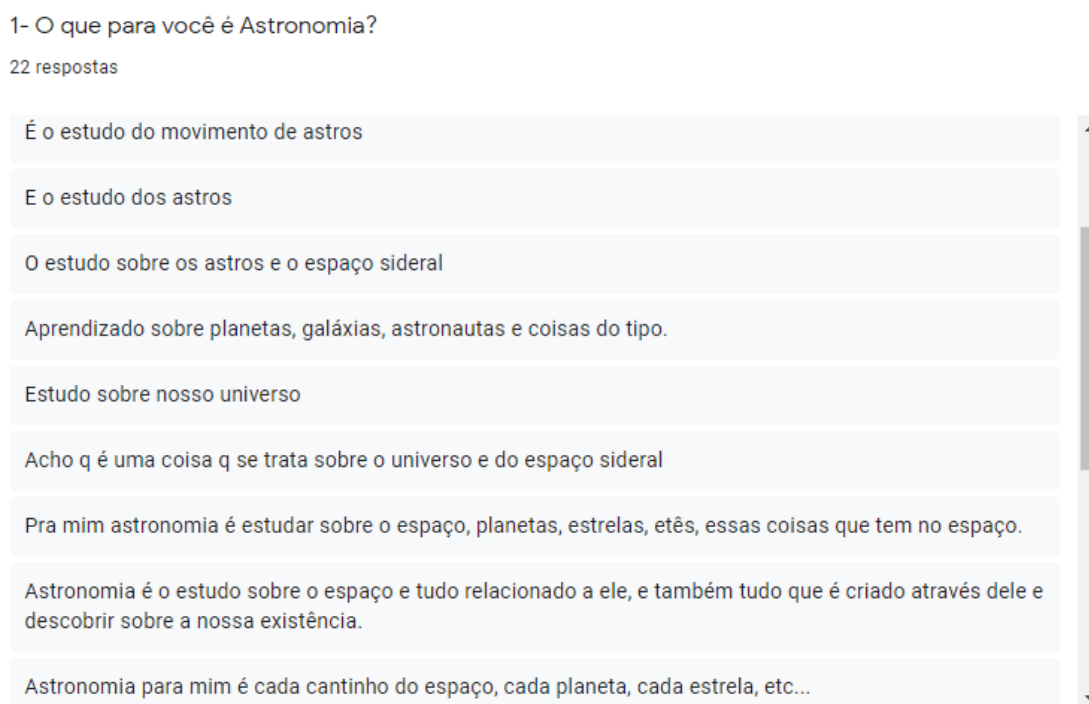 1- O que para você é Astronomia?
22 respostas
É o estudo do movimento de astros
E o estudo dos astros
O estudo sobre os astros e o espaço sideral
Aprendizado sobre planetas, galáxias, astronautas e coisas do tipo.
Estudo sobre nosso universo
Acho q é uma coisa q se trata sobre o universo e do espaço sideral
Pra mim astronomia é estudar sobre o espaço, planetas, estrelas, etês, essas coisas que tem no espaço.
Astronomia é o estudo sobre o espaço e tudo relacionado a ele, e também tudo que é criado através dele e
descobrir sobre a nossa existência.
Astronomia para mim é cada cantinho do espaço, cada planeta, cada estrela, etc...